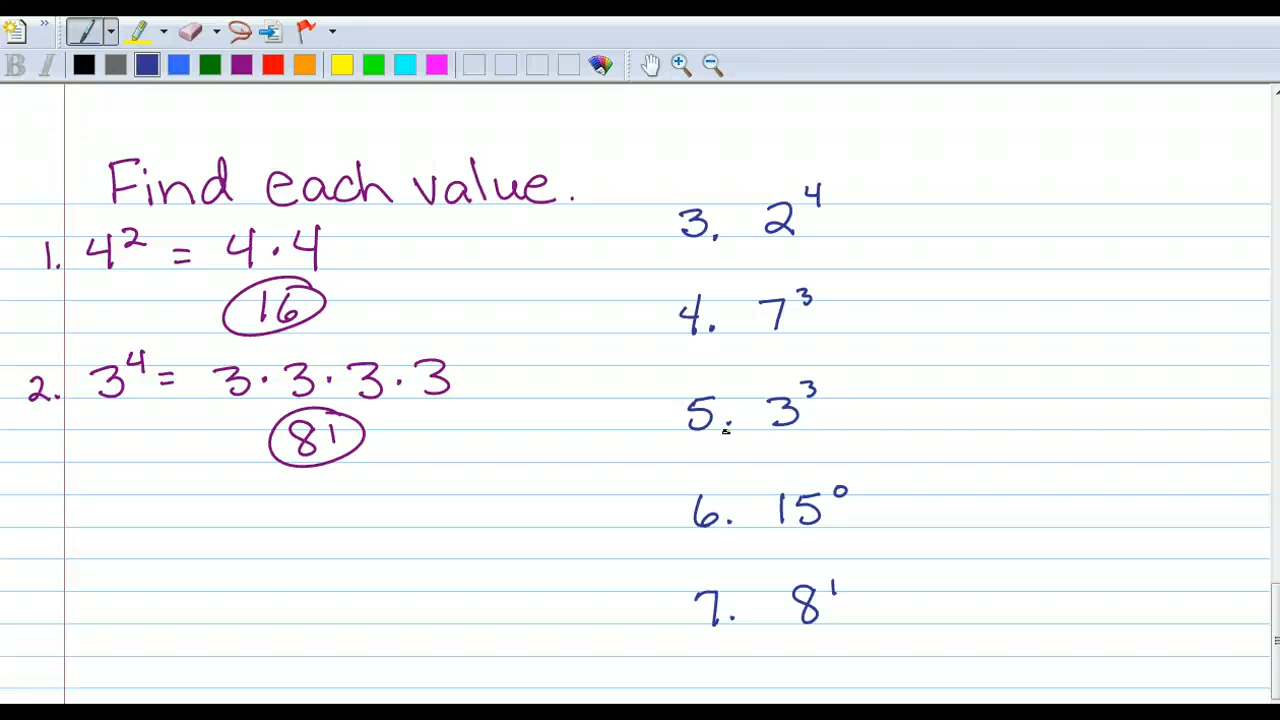 Find each value.
1. 4² = 4 · 4
16
2. 3⁴ = 3 · 3 · 3 · 3
81
3. 2⁴
4. 7³
5. 3³
6. 15⁰
7. 8¹